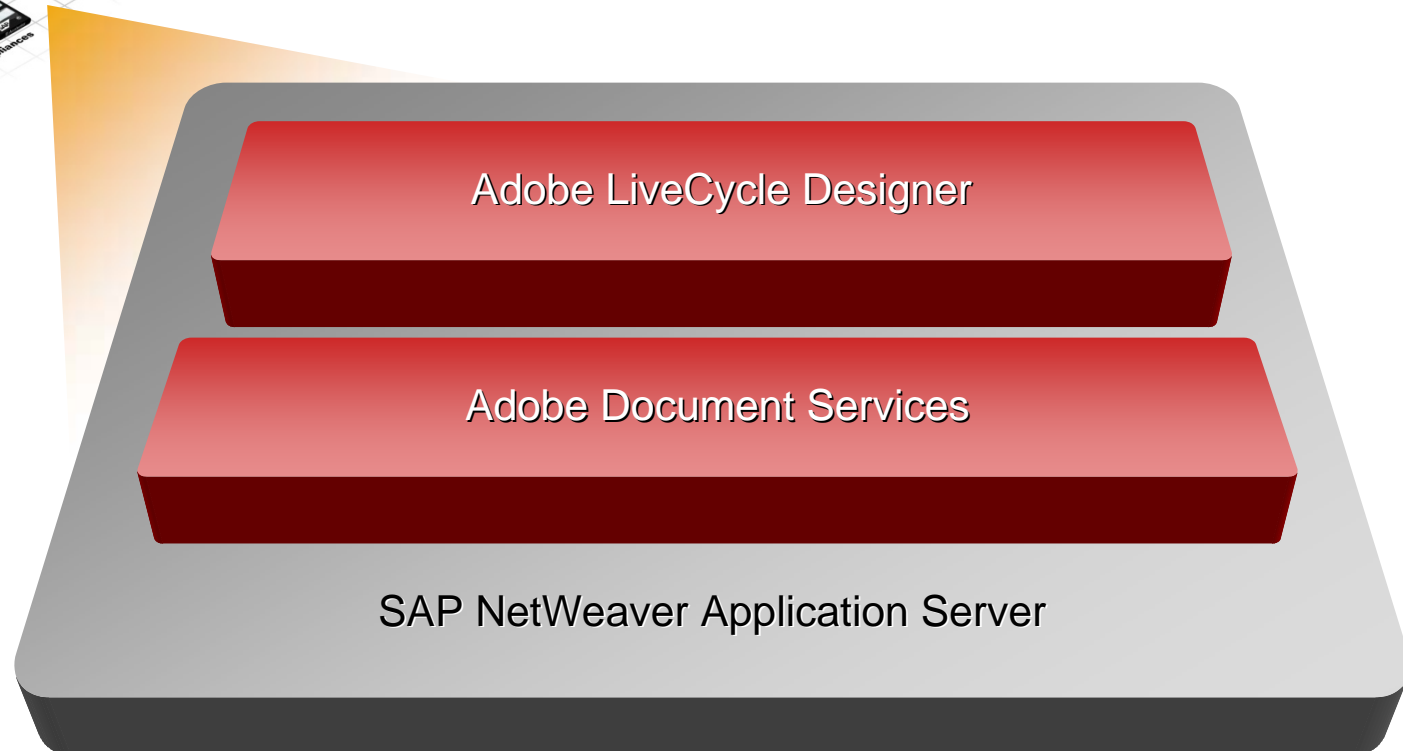 Adobe LiveCycle Designer
Adobe Document Services
SAP NetWeaver Application Server